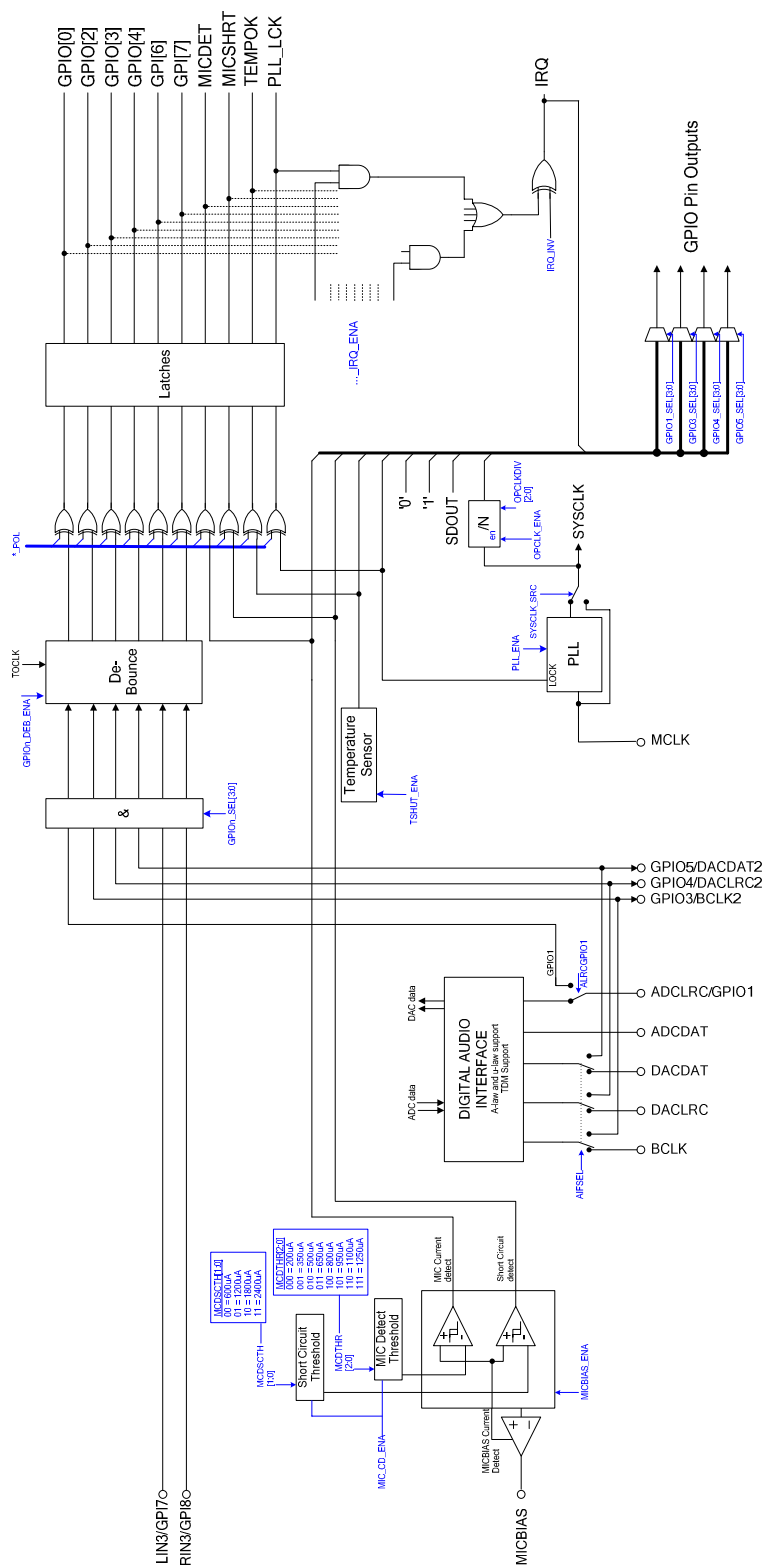 GPIO[0]
GPIO[2]
GPIO[3]
GPIO[4]
GPI[6]
GPI[7]
MICDET
MICSHRT
TEMPOK
PLL_LCK
IRQ
IRQ_INV
..._IRQ_ENA
Latches
GPIO Pin Outputs
GPIO1_SEL[3:0]
GPIO3_SEL[3:0]
GPIO4_SEL[3:0]
GPIO5_SEL[3:0]
*_POL
'0'
'1'
SDOUT
/N
en
OPCLKDIV
[2:0]
OPCLK_ENA
SYSCLK
SYSCLK_SRC
PLL_ENA
PLL
LOCK
MCLK
TOCLK
GPIOn_DEB_ENA
De-
Bounce
Temperature
Sensor
TSHUT_ENA
&
GPIOn_SEL[3:0]
GPIO5/DACDAT2
GPIO4/DACLRC2
GPIO3/BCLK2
GPIO1
ALRCGPIO1
ADCLRC/GPIO1
ADCDAT
DACDAT
DACLRC
BCLK
DAC data
ADC data
DIGITAL AUDIO
INTERFACE
A-law and u-law support
TDM Support
AIFSEL
MCDSCTH[1:0]
00 = 600uA
01 = 1200uA
10 = 1800uA
11 = 2400uA
MCDTHR[2:0]
000 = 200uA
001 = 350uA
010 = 500uA
011 = 650uA
100 = 800uA
101 = 950uA
110 = 1100uA
111 = 1250uA
MCDSCTH
[1:0]
Short Circuit
Threshold
MCDTHR
[2:0]
MIC Detect
Threshold
MIC_CD_ENA
MIC Current
detect
Short Circuit
detect
MICBIAS_ENA
MICBIAS Current
Detect
MICBIAS
LIN3/GPI7
RIN3/GPI8